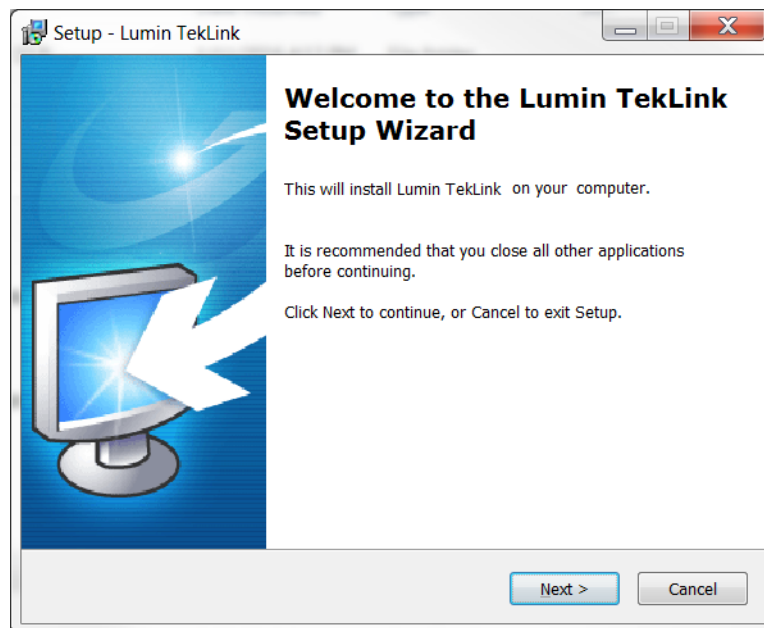 Setup - Lumin TekLink
Welcome to the Lumin TekLink
Setup Wizard
This will install Lumin TekLink on your computer.
It is recommended that you close all other applications
before continuing.
Click Next to continue, or Cancel to exit Setup.
Next >
Cancel